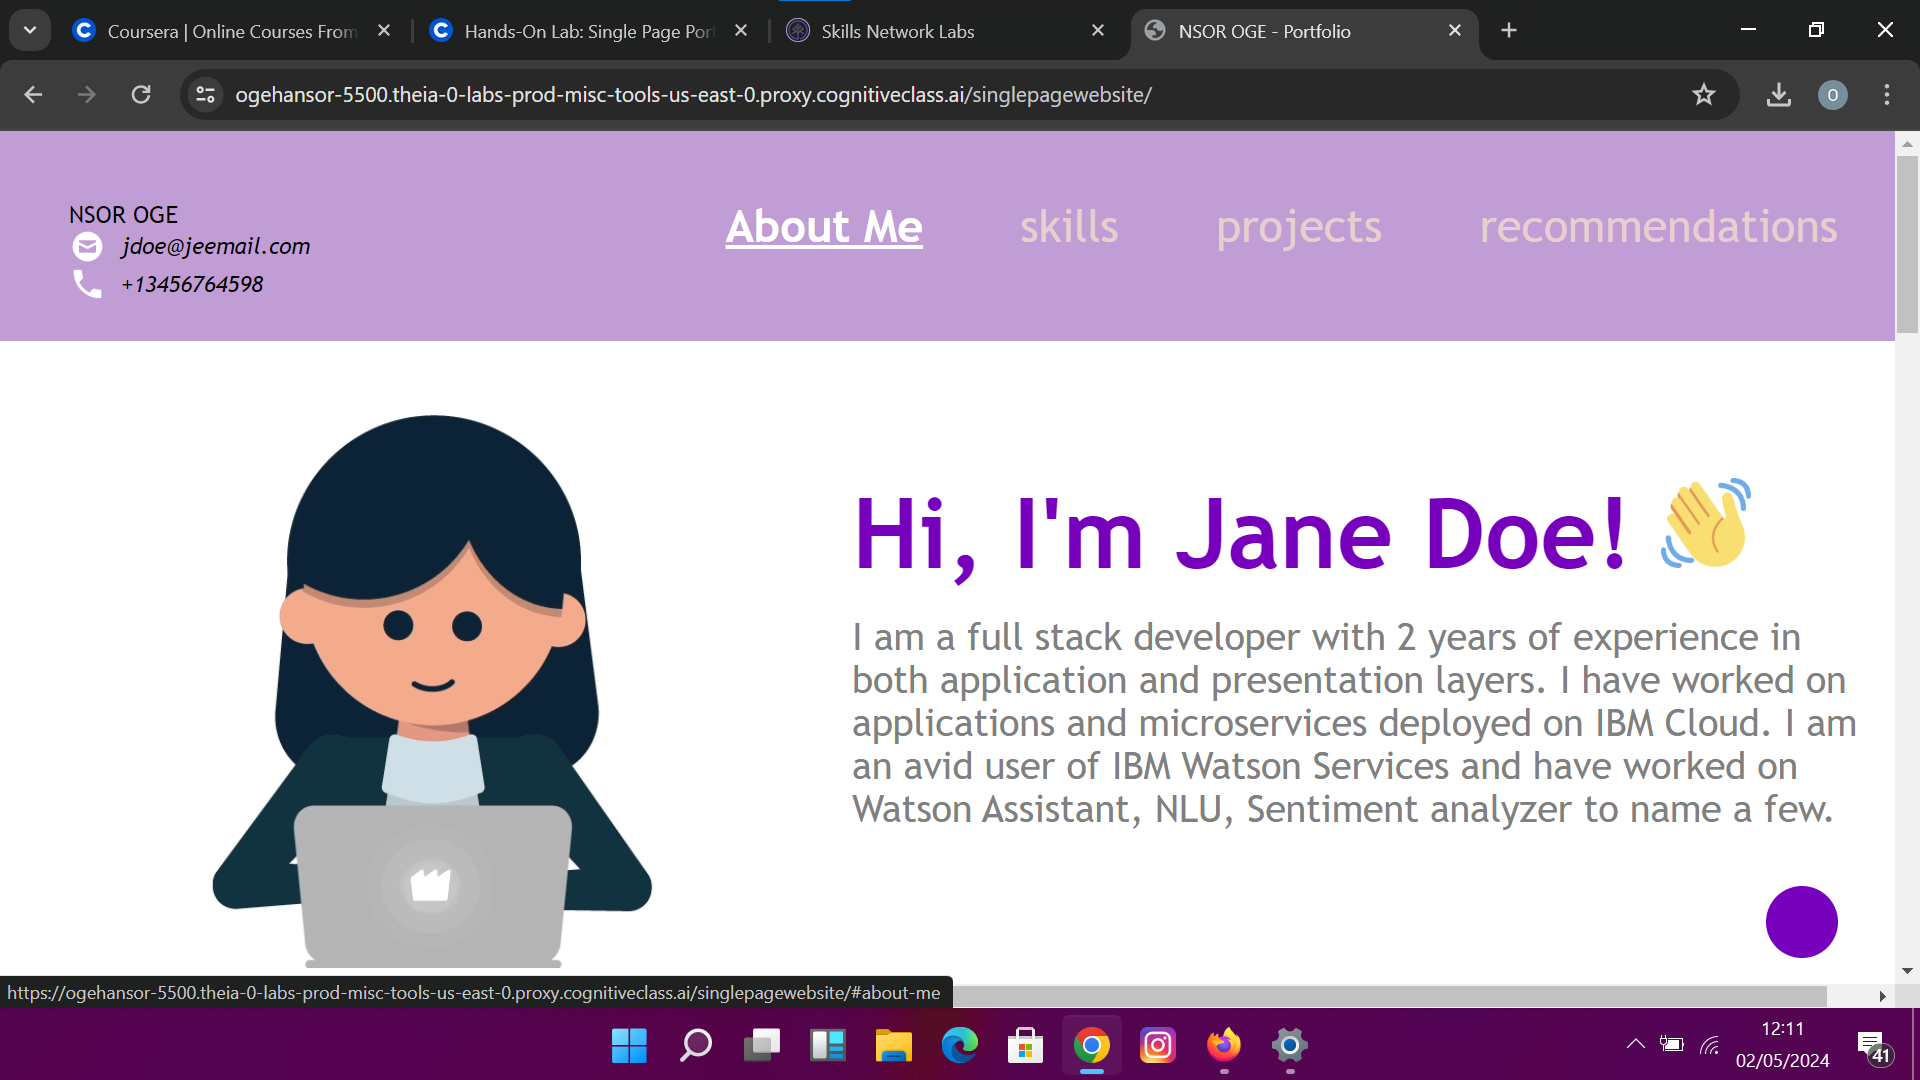 Coursera | Online Courses From
Hands-On Lab: Single Page Port
Skills Network Labs
NSOR OGE - Portfolio
ogehansor-5500.theia-0-labs-prod-misc-tools-us-east-0.proxy.cognitiveclass.ai/singlepagewebsite/
O
NSOR OGE
jdoe@jeemail.com
+13456764598
About Me
skills
projects
recommendations
Hi, I'm Jane Doe!
I am a full stack developer with 2 years of experience in
both application and presentation layers. I have worked on
applications and microservices deployed on IBM Cloud. I am
an avid user of IBM Watson Services and have worked on
Watson Assistant, NLU, Sentiment analyzer to name a few.
https://ogehansor-5500.theia-0-labs-prod-misc-tools-us-east-0.proxy.cognitiveclass.ai/singlepagewebsite/#about-me
12:11
02/05/2024
41